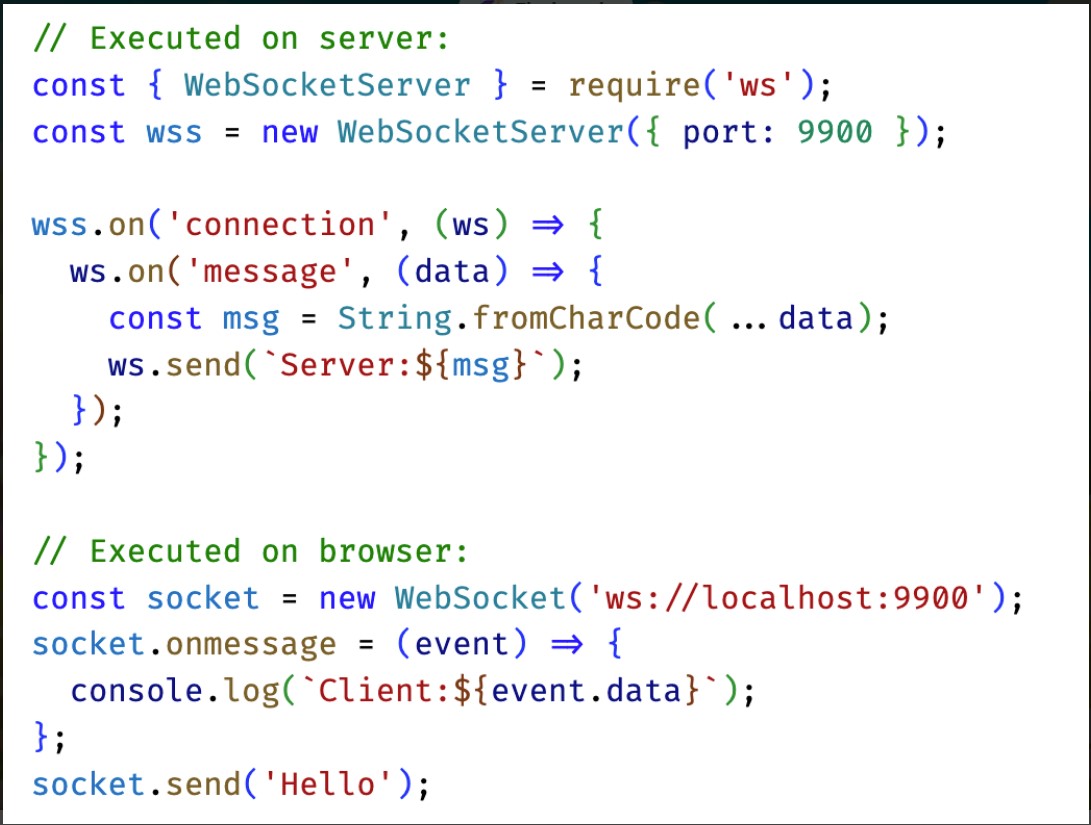 // Executed on server:
const { WebSocketServer } = require('ws');
const wss = new WebSocketServer({ port: 9900 });
wss.on('connection', (ws) => {
  ws.on('message', (data) => {
    const msg = String.fromCharCode(...data);
    ws.send(`Server:${msg}`);
  });
});
// Executed on browser:
const socket = new WebSocket('ws://localhost:9900');
socket.onmessage = (event) => {
  console.log(`Client:${event.data}`);
};
socket.send('Hello');